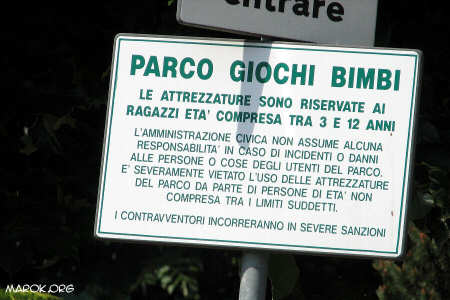 entrare
PARCO GIOCHI BIMBI
LE ATTREZZATURE SONO RISERVATE AI
RAGAZZI ETA' COMPRESA TRA 3 E 12 ANNI
L'AMMINISTRAZIONE CIVICA NON ASSUME ALCUNA
RESPONSABILITA' IN CASO DI INCIDENTI O DANNI
ALLE PERSONE O COSE DEGLI UTENTI DEL PARCO.
E' SEVERAMENTE VIETATO L'USO DELLE ATTREZZATURE
DEL PARCO DA PARTE DI PERSONE DI ETA' NON
COMPRESA TRA I LIMITI SUDDETTI.
I CONTRAVVENTORI INCORRERANNO IN SEVERE SANZIONI
MAROK.ORG